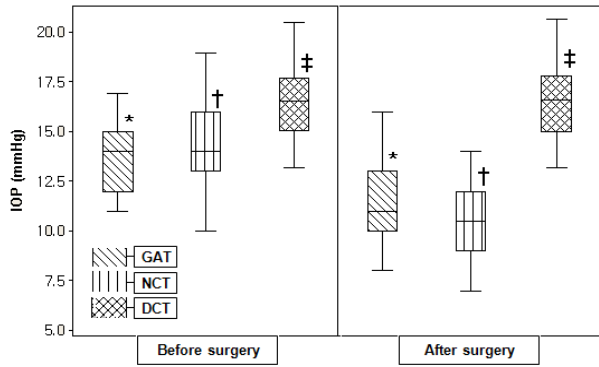 IOP (mmHg)
20.0
17.5
15.0
12.5
10.0
7.5
5.0
* † ‡
* † ‡
GAT
NCT
DCT
Before surgery
After surgery